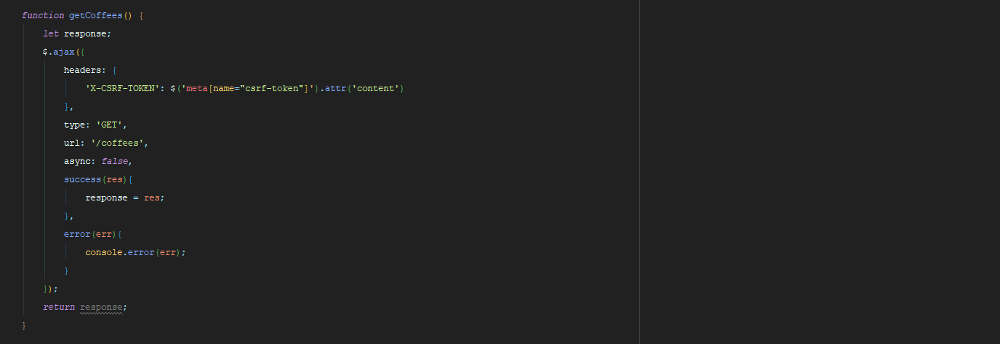 function getCoffees() {
let response;
$.ajax({
headers: {
'X-CSRF-TOKEN': $('meta[name="csrf-token"]').attr('content')
},
type: 'GET',
url: '/coffees',
async: false,
success(res){
response = res;
},
error(err){
console.error(err);
}
});
return response;
}